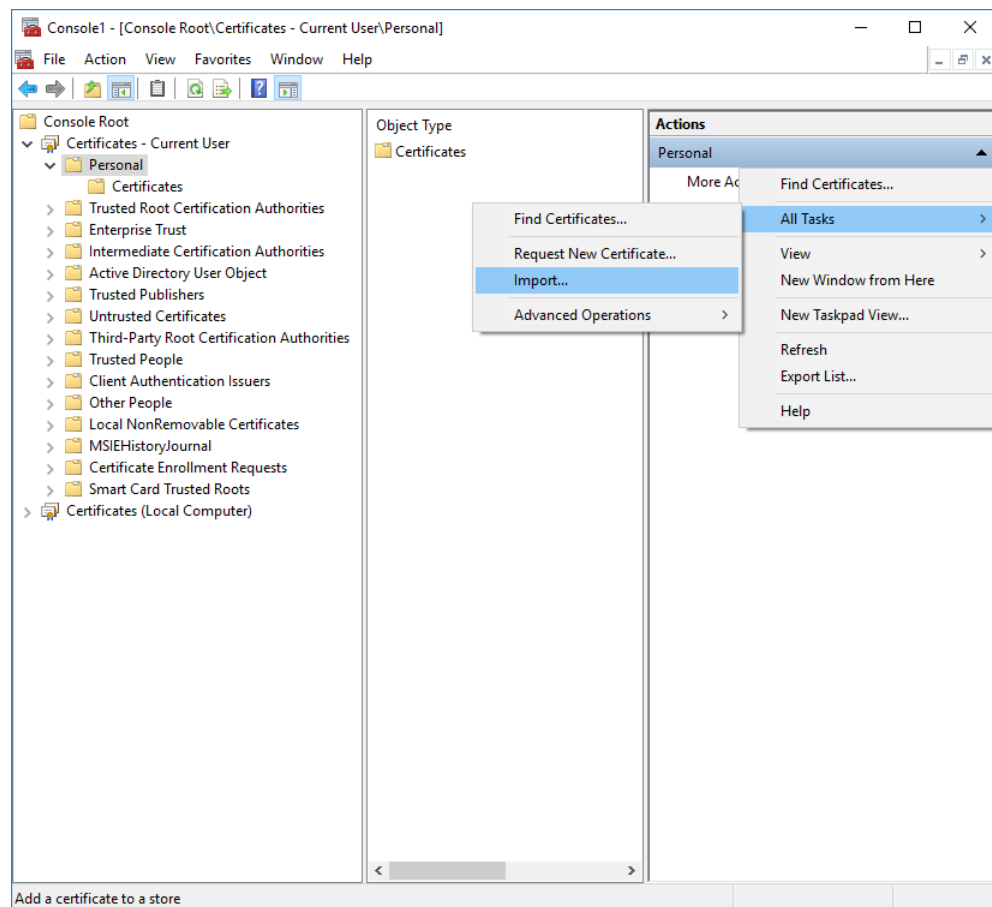 Console1 - [Console Root\Certificates - Current User\Personal]
File Action View Favorites Window Help
Console Root
Certificates - Current User
Personal
Certificates
Trusted Root Certification Authorities
Enterprise Trust
Intermediate Certification Authorities
Active Directory User Object
Trusted Publishers
Untrusted Certificates
Third-Party Root Certification Authorities
Trusted People
Client Authentication Issuers
Other People
Local NonRemovable Certificates
MSIEHistoryJournal
Certificate Enrollment Requests
Smart Card Trusted Roots
Certificates (Local Computer)
Object Type
Certificates
Actions
Personal
More Ac
Find Certificates...
All Tasks
View
New Window from Here
New Taskpad View...
Refresh
Export List...
Help
Find Certificates...
Request New Certificate...
Import...
Advanced Operations
Add a certificate to a store